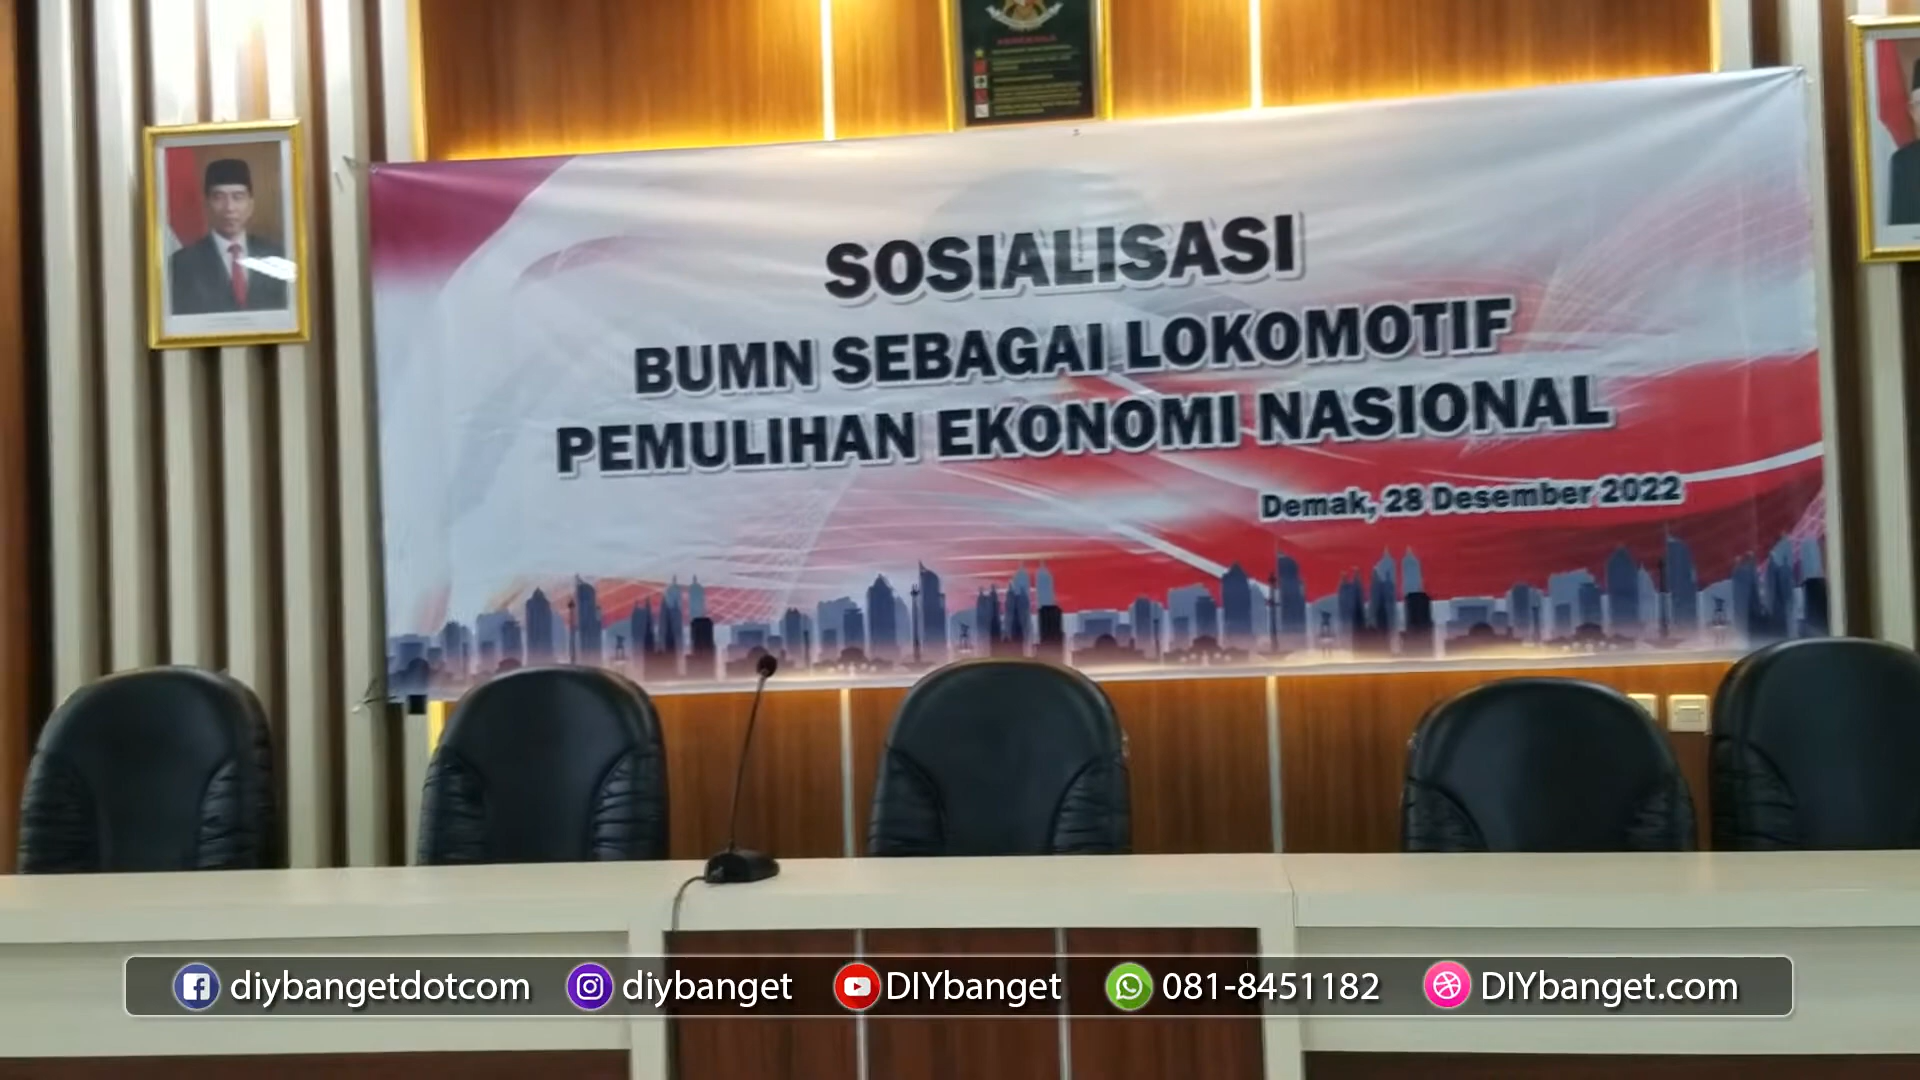 SOSIALISASI
BUMN SEBAGAI LOKOMOTIF
PEMULIHAN EKONOMI NASIONAL
Demak, 28 Desember 2022
diybangetdotcom diybanget DIYbanget 081-8451182 DIYbanget.com